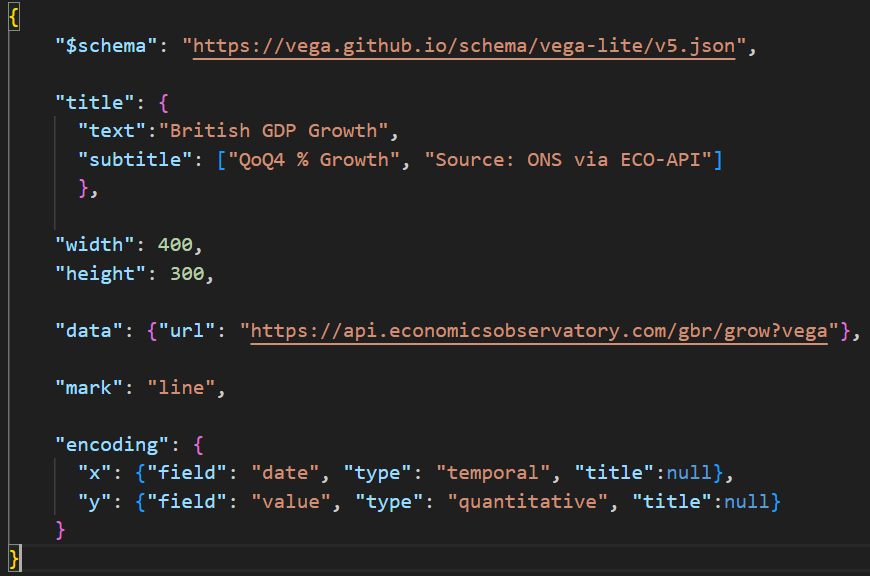 {
"$schema": "https://vega.github.io/schema/vega-lite/v5.json",
"title": {
"text":"British GDP Growth",
"subtitle": ["QoQ4 % Growth", "Source: ONS via ECO-API"]
},
"width": 400,
"height": 300,
"data": {"url": "https://api.economicsobservatory.com/gbr/grow?vega"},
"mark": "line",
"encoding": {
"x": {"field": "date", "type": "temporal", "title":null},
"y": {"field": "value", "type": "quantitative", "title":null}
}
}